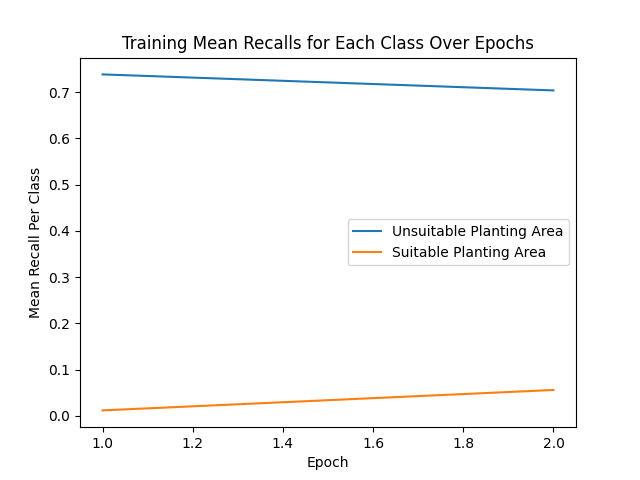 Training Mean Recalls for Each Class Over Epochs
Mean Recall Per Class
0.7
0.6
0.5
0.4
0.3
0.2
0.1
0.0
Unsuitable Planting Area
Suitable Planting Area
1.0 1.2 1.4 1.6 1.8 2.0
Epoch